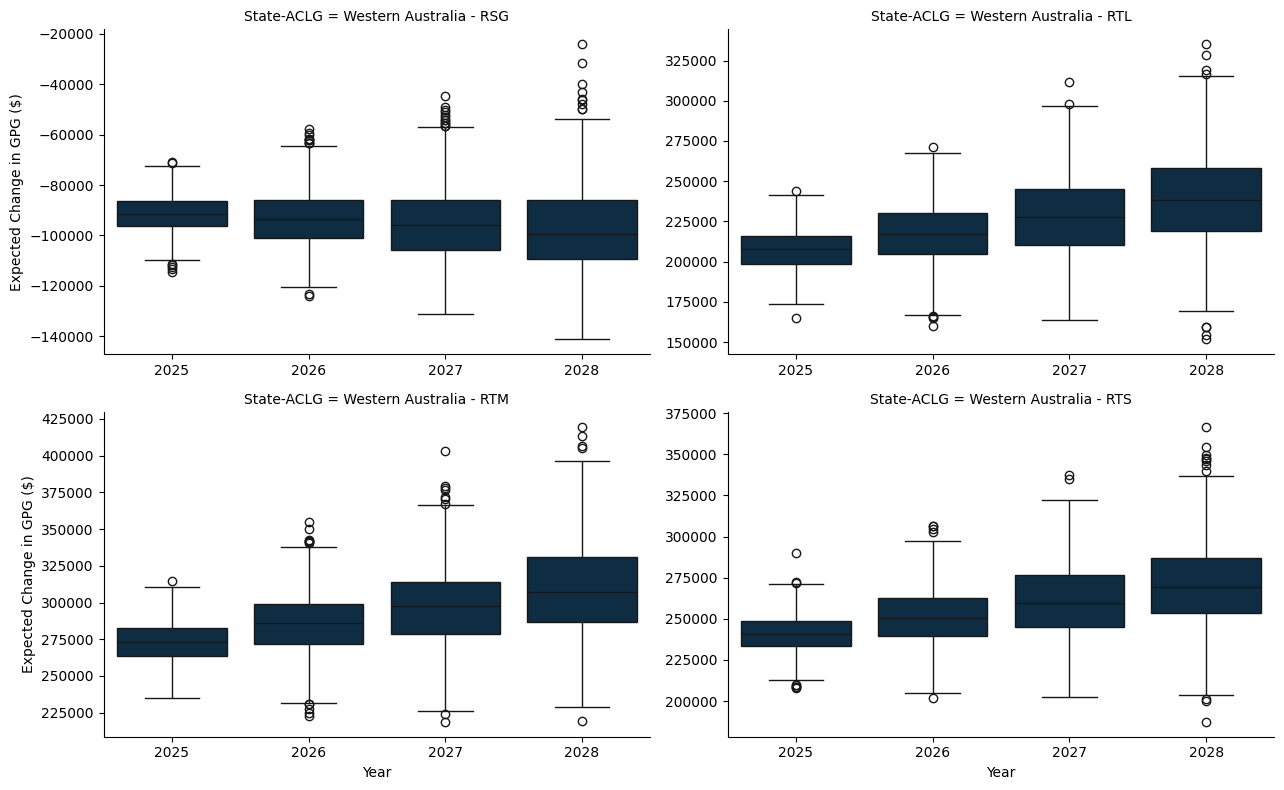 State-ACLG = Western Australia - RSG
Expected Change in GPG ($)
−20000
−40000
−60000
−80000
−100000
−120000
−140000
2025 2026 2027 2028
State-ACLG = Western Australia - RTL
325000
300000
275000
250000
225000
200000
175000
150000
2025 2026 2027 2028
State-ACLG = Western Australia - RTM
Expected Change in GPG ($)
425000
400000
375000
350000
325000
300000
275000
250000
225000
2025 2026 2027 2028
Year
State-ACLG = Western Australia - RTS
375000
350000
325000
300000
275000
250000
225000
200000
2025 2026 2027 2028
Year